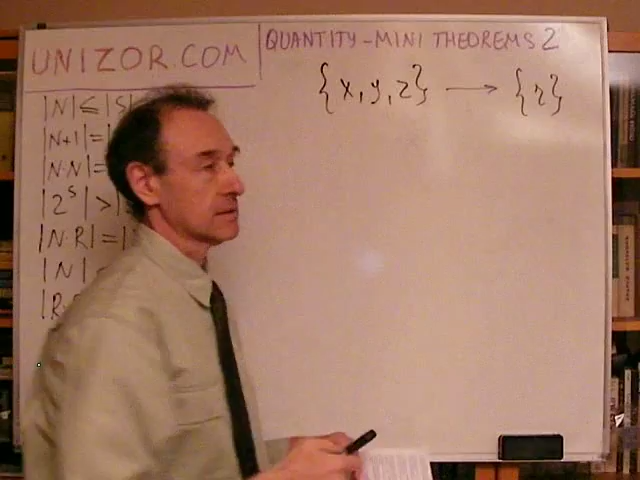 UNIZOR.COM
QUANTITY - MINI THEOREMS 2
{x, y, z} → {r}
|N| ≤ |S|
|N+1| =
|N·N| =
|2^S| >
|N·R| = |
|N|
|R